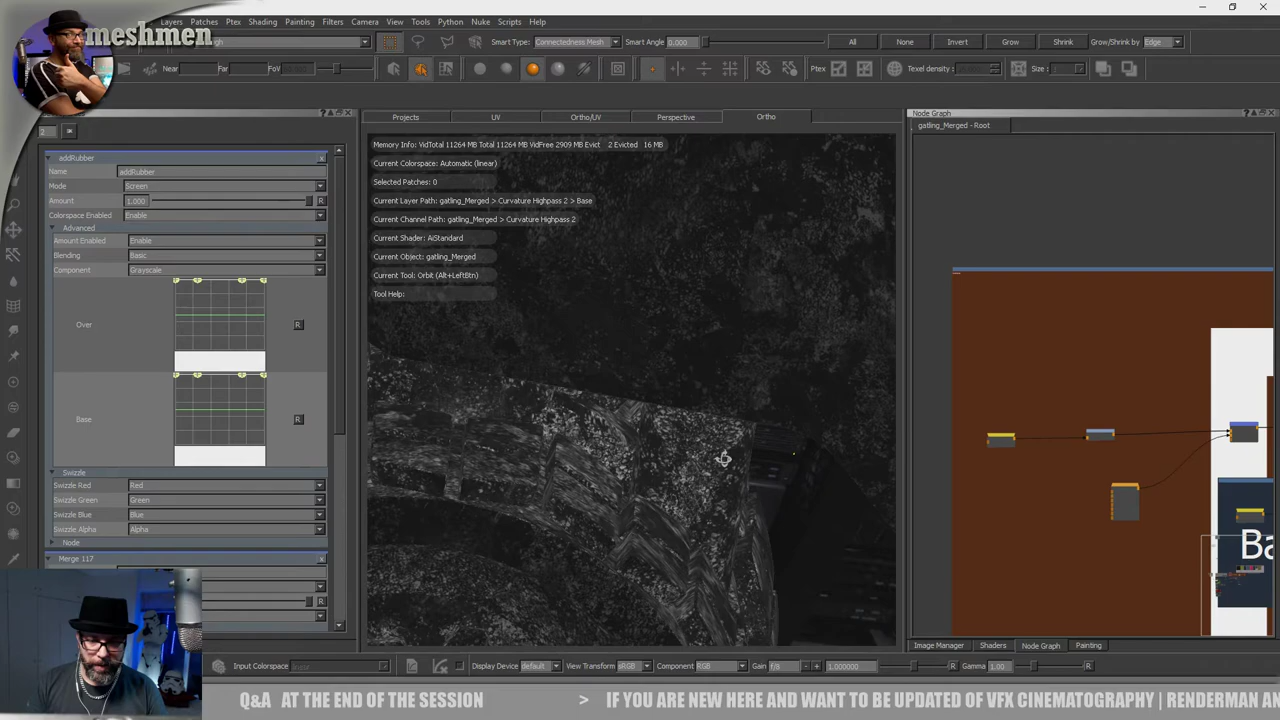 Layers Patches Ptex Shading Painting Filters Camera View Tools Python Nuke Scripts Help
meshmen
Smart Type: Connectedness Mesh Smart Angle 0.000 All None Invert Grow Shrink Grow/Shrink by Edge
Near Far FoV Ptex Texel density: Size: 1
Projects UV Ortho/UV Perspective Ortho Node Graph
2 gatling_Merged - Root
Memory Info: VidTotal 11264 MB Total 11264 MB VidFree 2909 MB Evict 2 Evicted 16 MB
addRubber
Current Colorspace: Automatic (linear)
Name addRubber
Selected Patches: 0
Mode Screen
Amount 1.000 R
Current Layer Path: gatling_Merged > Curvature Highpass 2 > Base
Colorspace Enabled Enable
Current Channel Path: gatling_Merged > Curvature Highpass 2
Advanced
Amount Enabled Enable
Current Shader: AiStandard
Blending Basic
Current Object: gatling_Merged
Component Grayscale
Current Tool: Orbit (Alt+LeftBtn)
Tool Help:
Over R
Base R
Swizzle
Swizzle Red Red
Swizzle Green Green
Swizzle Blue Blue
Swizzle Alpha Alpha
Node
Ba
Merge 117
R
Image Manager Shaders Node Graph Painting
Input Colorspace Display Device default View Transform sRGB Component RGB Gain f/8 - + 1.000000 R Gamma 1.00 R
Q&A AT THE END OF THE SESSION > IF YOU ARE NEW HERE AND WANT TO BE UPDATED OF VFX CINEMATOGRAPHY | RENDERMAN AN